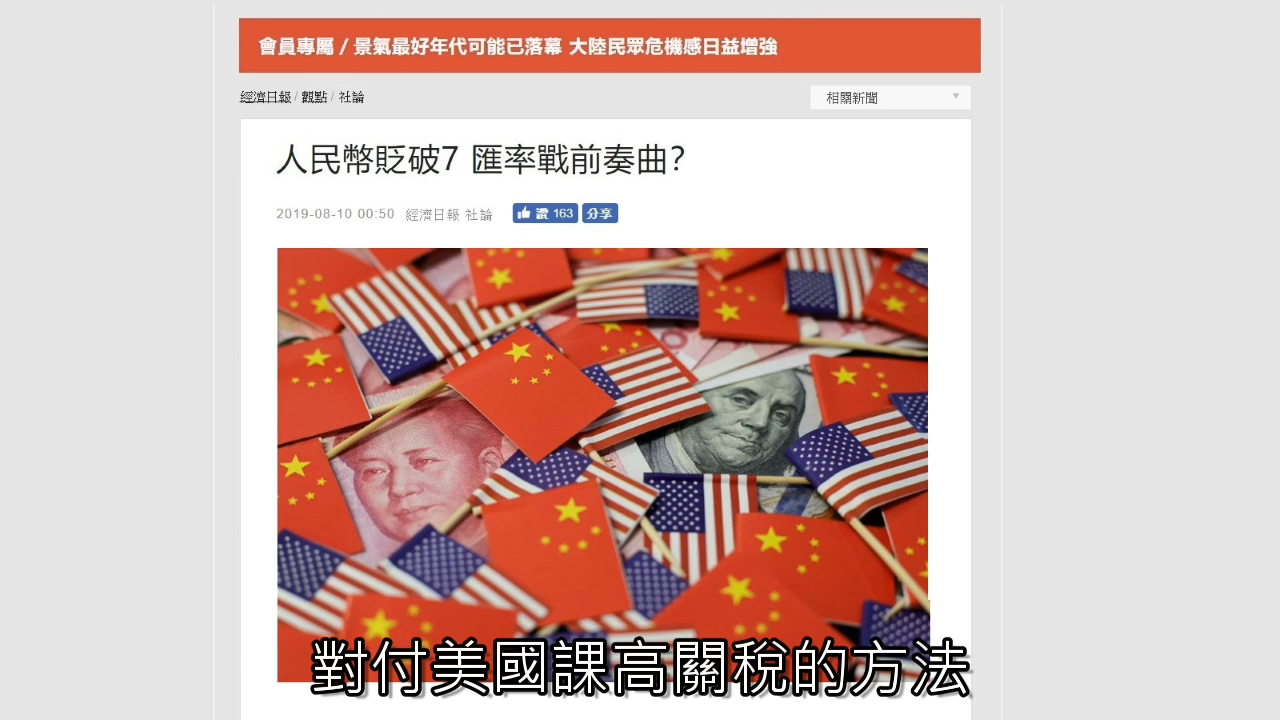 會員專屬 / 景氣最好年代可能已落幕 大陸民眾危機感日益增強
經濟日報 / 觀點 / 社論
相關新聞
人民幣貶破7 匯率戰前奏曲?
2019-08-10 00:50 經濟日報 社論 讚 163 分享
對付美國課高關稅的方法